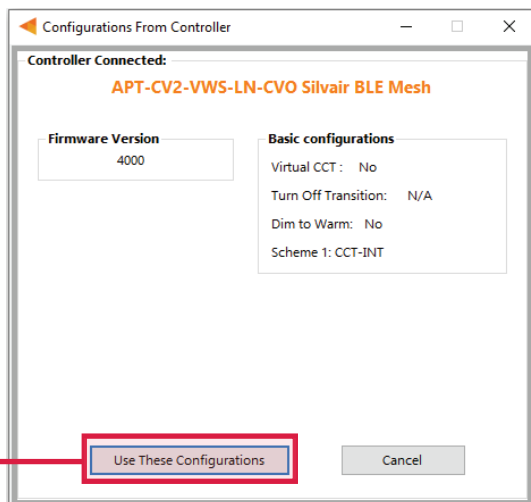 Configurations From Controller
Controller Connected:
APT-CV2-VWS-LN-CVO Silvair BLE Mesh
Firmware Version
4000
Basic configurations
Virtual CCT : No
Turn Off Transition: N/A
Dim to Warm: No
Scheme 1: CCT-INT
Use These Configurations
Cancel